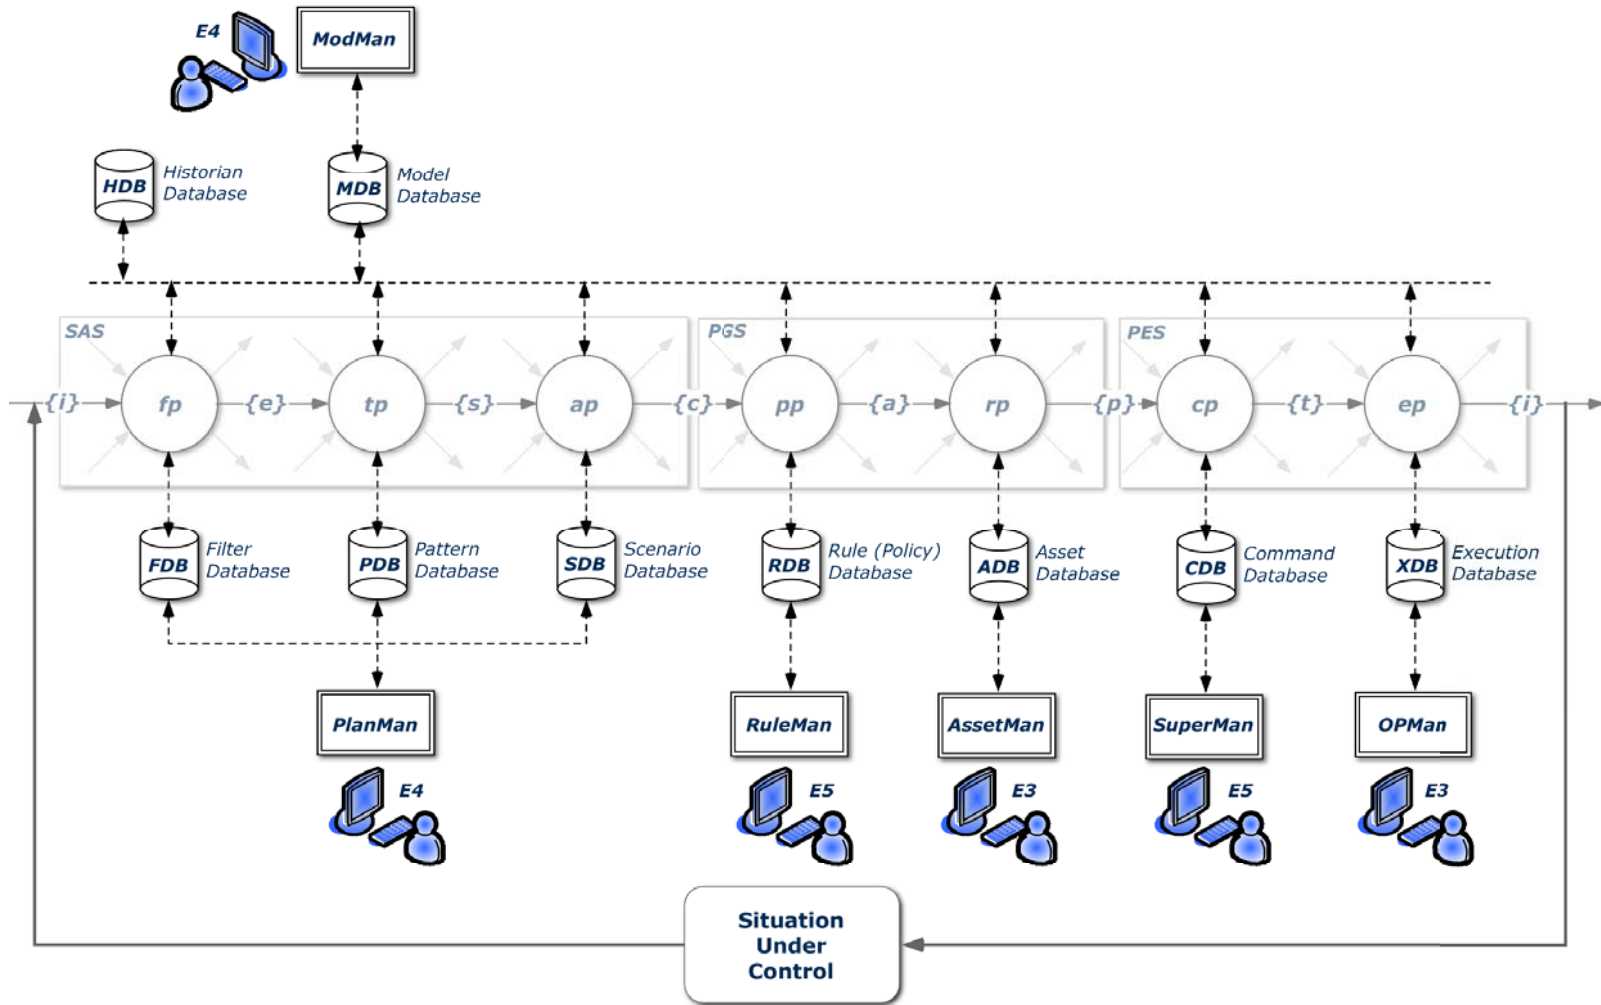 E4
ModMan
HDB
Historian
Database
MDB
Model
Database
SAS
PGS
PES
{i}
fp
{e}
tp
{s}
ap
{c}
pp
{a}
rp
{p}
cp
{t}
ep
{i}
FDB
Filter
Database
PDB
Pattern
Database
SDB
Scenario
Database
RDB
Rule (Policy)
Database
ADB
Asset
Database
CDB
Command
Database
XDB
Execution
Database
PlanMan
RuleMan
AssetMan
SuperMan
OPMan
E4
E5
E3
E5
E3
Situation
Under
Control